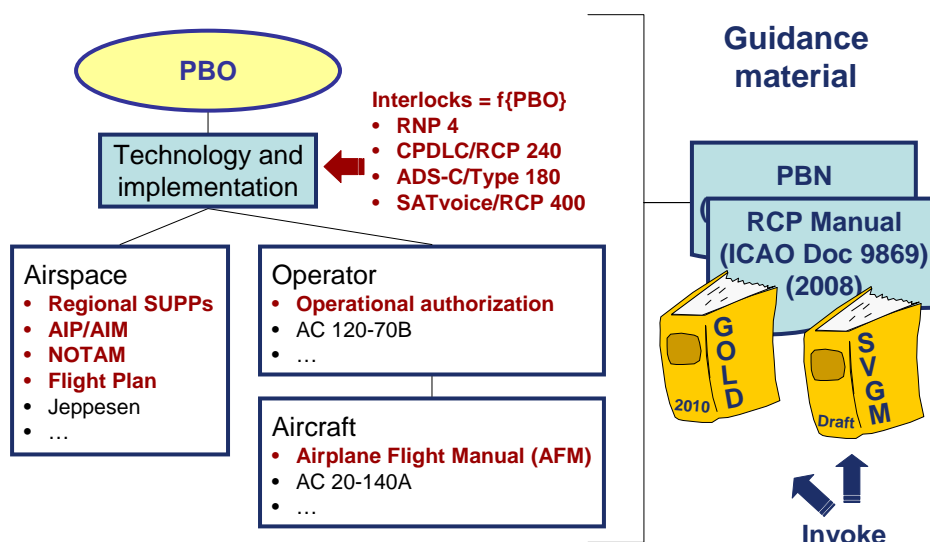 PBO
Technology and
implementation
Interlocks = f{PBO}
• RNP 4
• CPDLC/RCP 240
• ADS-C/Type 180
• SATvoice/RCP 400
Airspace
• Regional SUPPs
• AIP/AIM
• NOTAM
• Flight Plan
• Jeppesen
• …
Operator
• Operational authorization
• AC 120-70B
• …
Aircraft
• Airplane Flight Manual (AFM)
• AC 20-140A
• …
Guidance
material
PBN
(
RCP Manual
(ICAO Doc 9869)
(2008)
GOLD
2010
SVGM
Draft
Invoke